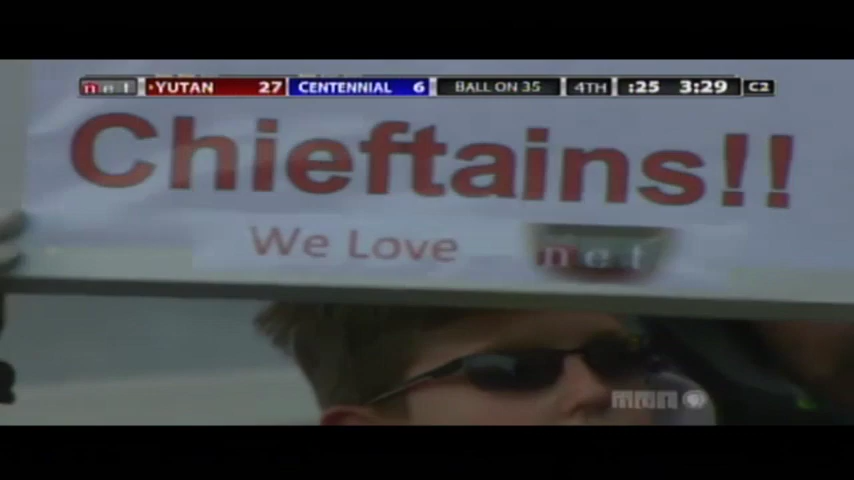 net YUTAN 27 CENTENNIAL 6 BALL ON 35 4TH :25 3:29 C2
Chieftains!!
We Love net